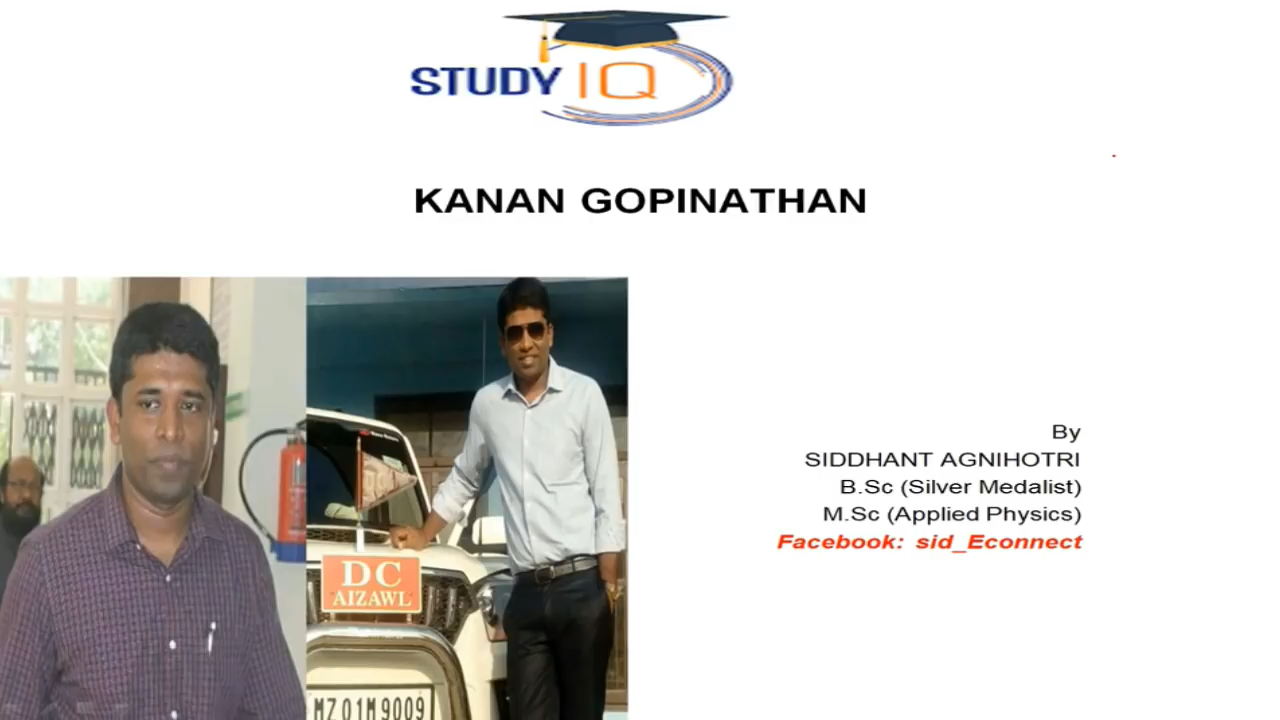 STUDY IQ
KANAN GOPINATHAN
By
SIDDHANT AGNIHOTRI
B.Sc (Silver Medalist)
M.Sc (Applied Physics)
Facebook: sid_Econnect
DC
AIZAWL
MZ01M9009